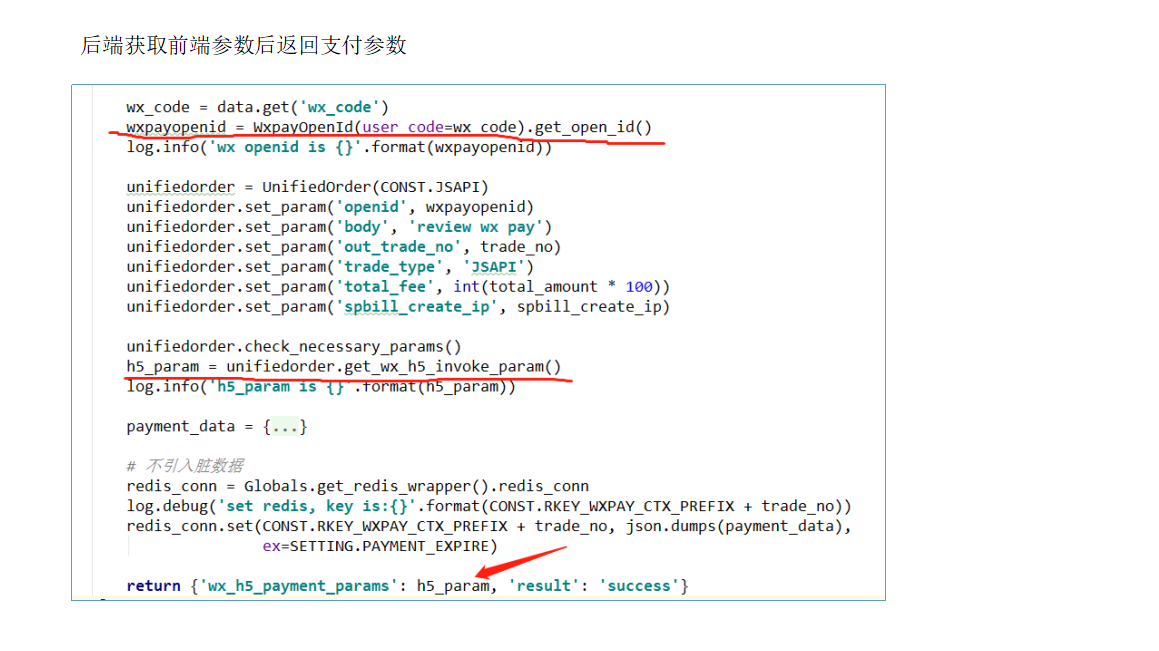 后端获取前端参数后返回支付参数
wx_code = data.get('wx_code')
wxpayopenid = WxpayOpenId(user_code=wx_code).get_open_id()
log.info('wx openid is {}'.format(wxpayopenid))
unifiedorder = UnifiedOrder(CONST.JSAPI)
unifiedorder.set_param('openid', wxpayopenid)
unifiedorder.set_param('body', 'review wx pay')
unifiedorder.set_param('out_trade_no', trade_no)
unifiedorder.set_param('trade_type', 'JSAPI')
unifiedorder.set_param('total_fee', int(total_amount * 100))
unifiedorder.set_param('spbill_create_ip', spbill_create_ip)
unifiedorder.check_necessary_params()
h5_param = unifiedorder.get_wx_h5_invoke_param()
log.info('h5_param is {}'.format(h5_param))
payment_data = {...}
# 不引入脏数据
redis_conn = Globals.get_redis_wrapper().redis_conn
log.debug('set redis, key is:{}'.format(CONST.RKEY_WXPAY_CTX_PREFIX + trade_no))
redis_conn.set(CONST.RKEY_WXPAY_CTX_PREFIX + trade_no, json.dumps(payment_data),
ex=SETTING.PAYMENT_EXPIRE)
return {'wx_h5_payment_params': h5_param, 'result': 'success'}